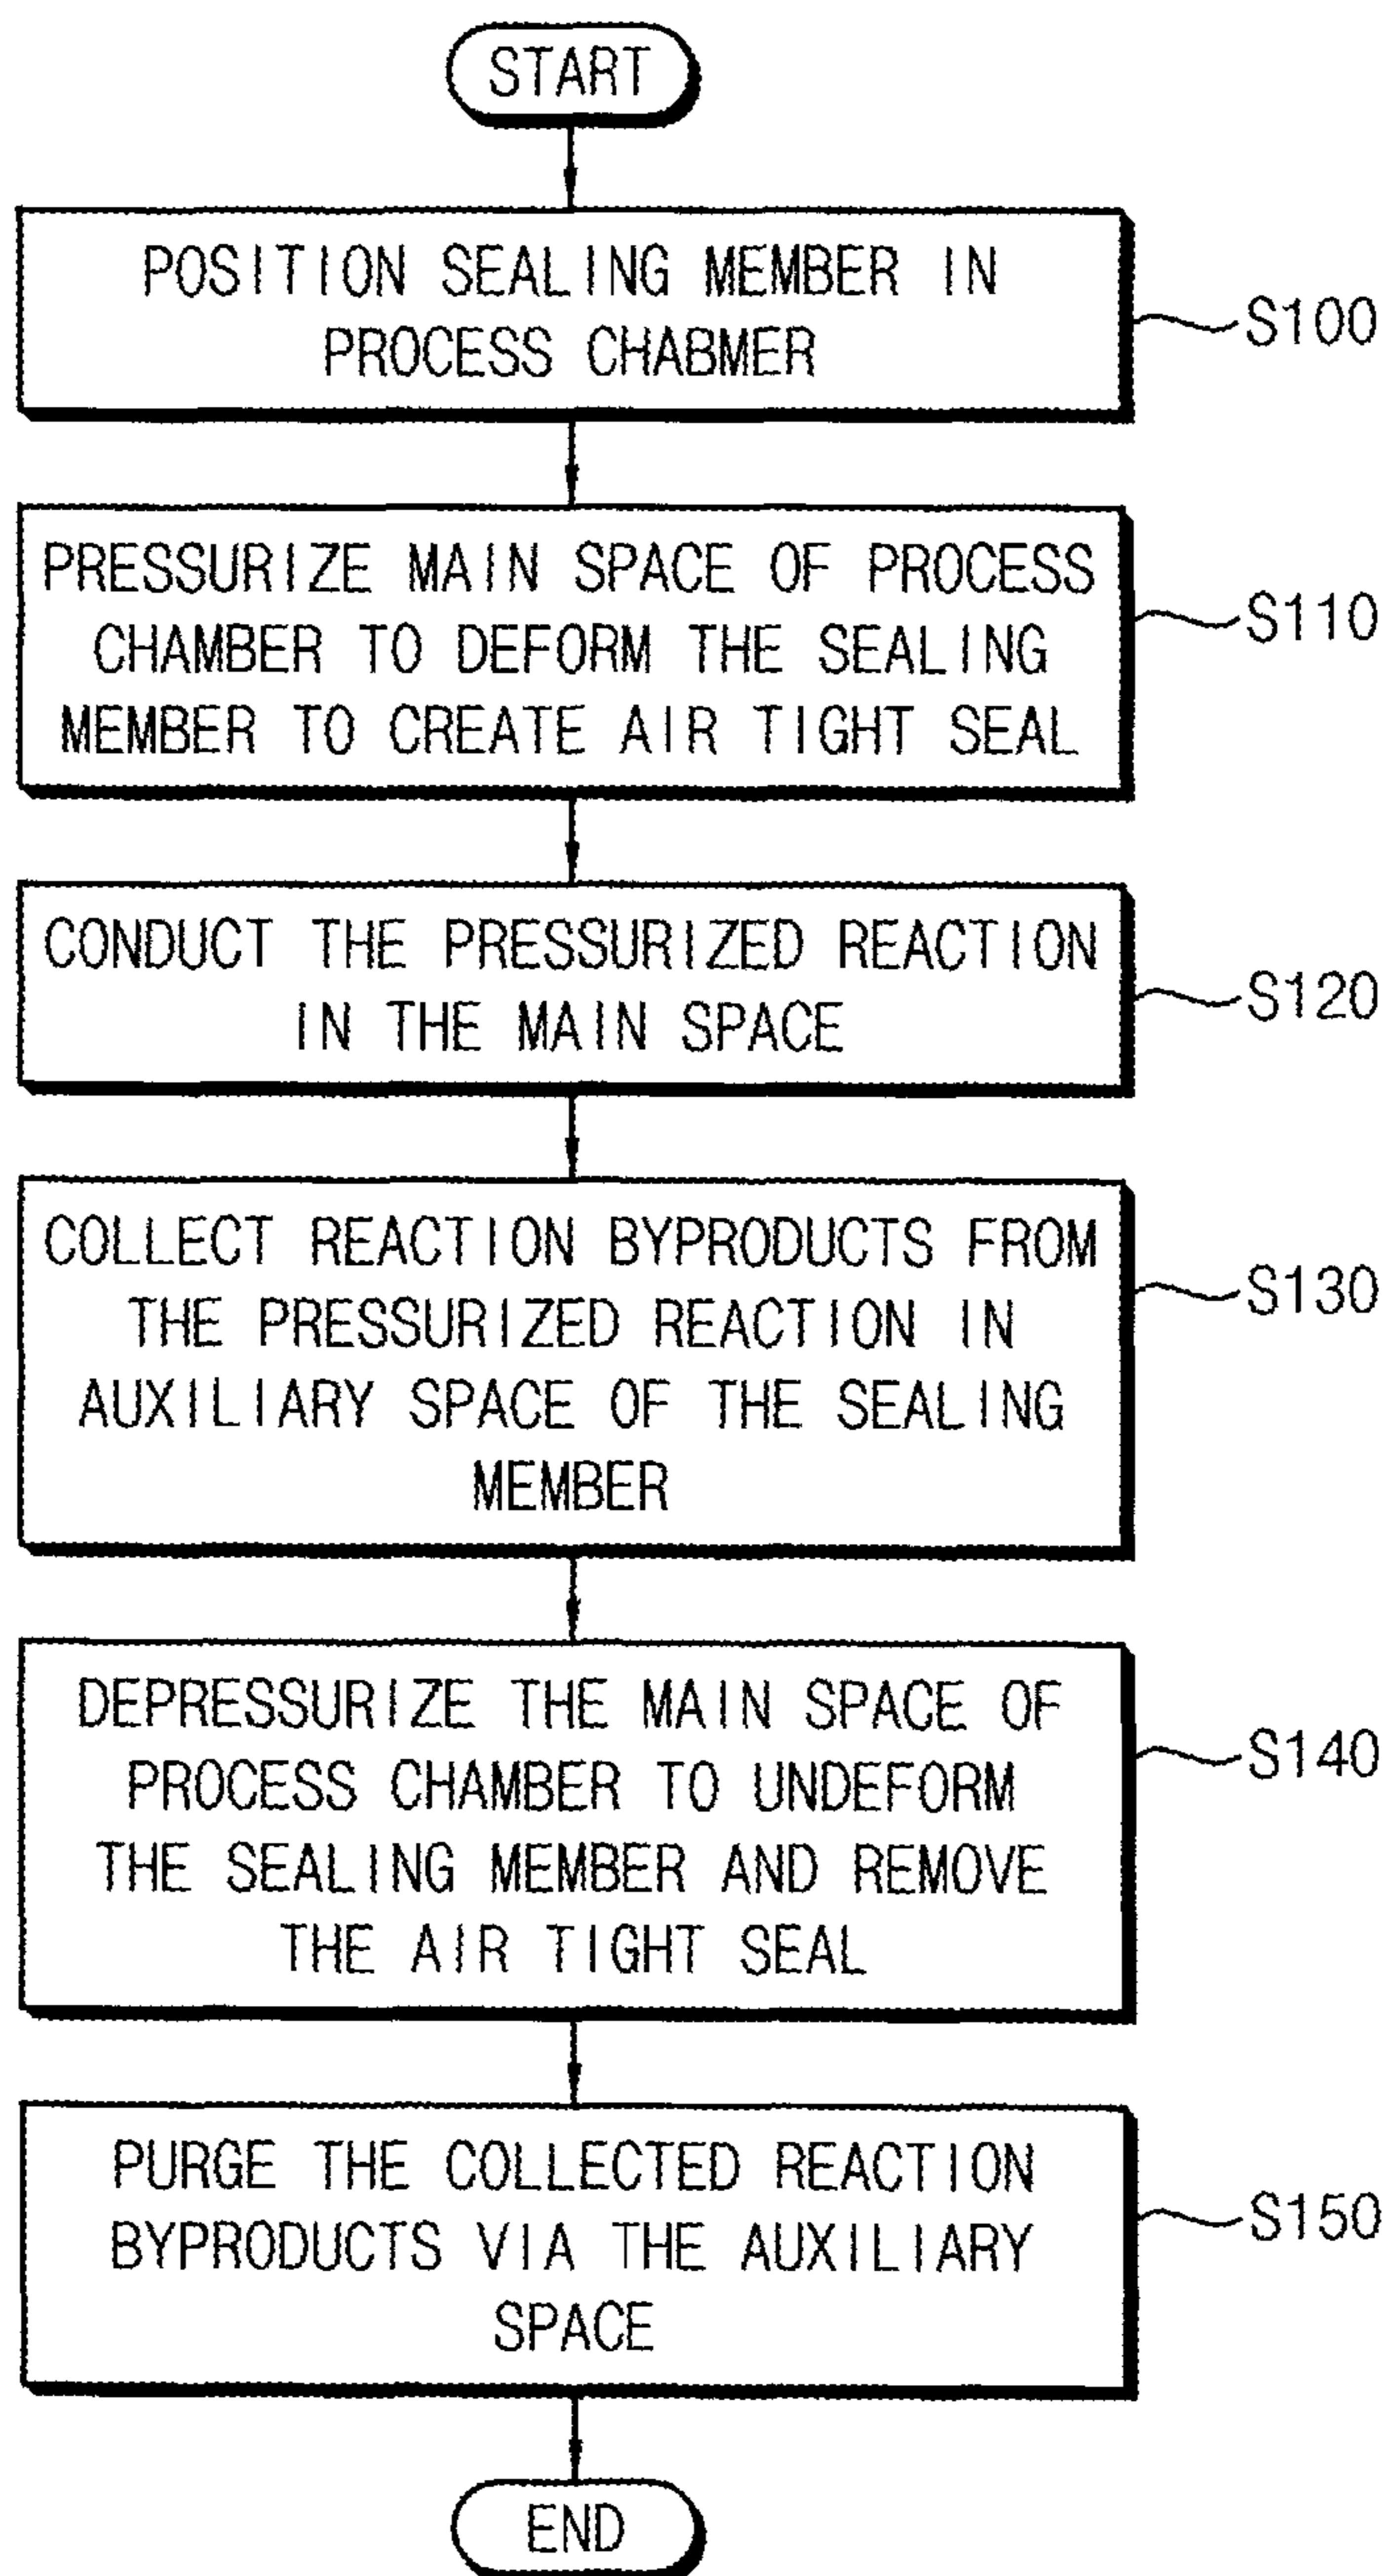 START
POSITION SEALING MEMBER IN
PROCESS CHABMER
S100
PRESSURIZE MAIN SPACE OF PROCESS
CHAMBER TO DEFORM THE SEALING
MEMBER TO CREATE AIR TIGHT SEAL
S110
CONDUCT THE PRESSURIZED REACTION
IN THE MAIN SPACE
S120
COLLECT REACTION BYPRODUCTS FROM
THE PRESSURIZED REACTION IN
AUXILIARY SPACE OF THE SEALING
MEMBER
S130
DEPRESSURIZE THE MAIN SPACE OF
PROCESS CHAMBER TO UNDEFORM
THE SEALING MEMBER AND REMOVE
THE AIR TIGHT SEAL
S140
PURGE THE COLLECTED REACTION
BYPRODUCTS VIA THE AUXILIARY
SPACE
S150
END